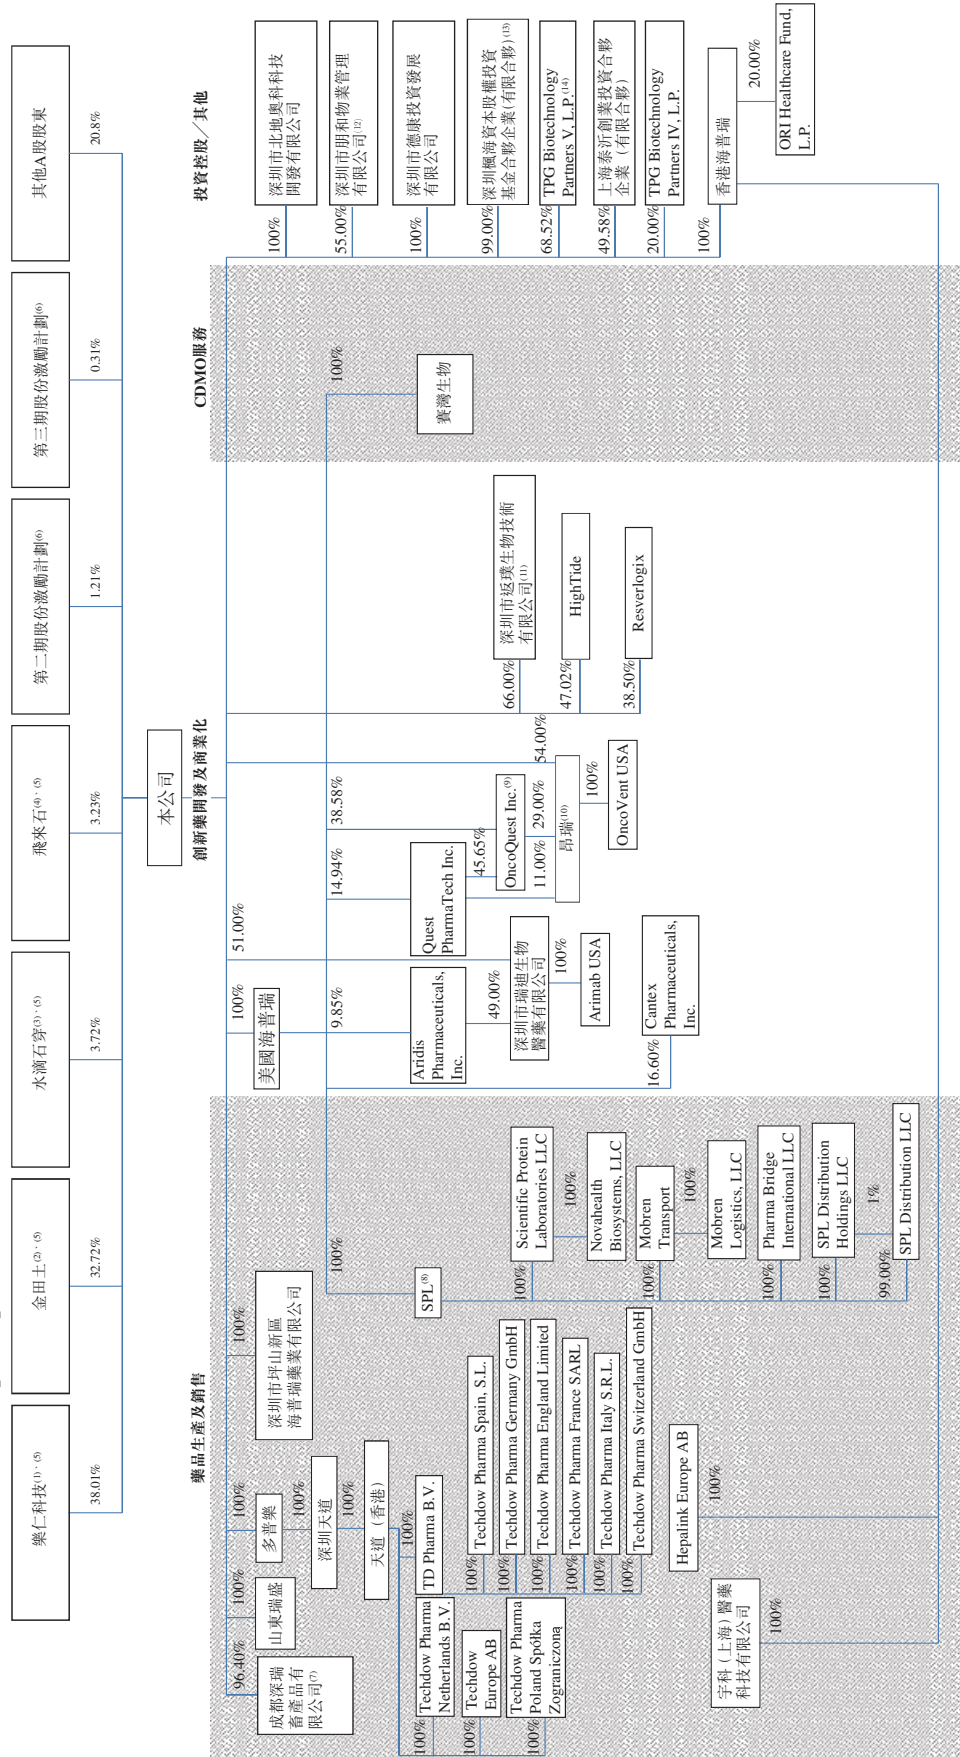 樂仁科技(1)、(5)
金田土(2)、(5)
水滴石穿(3)、(5)
飛來石(4)、(5)
第二期股份激勵計劃(6)
第三期股份激勵計劃(6)
其他A股股東
38.01%
32.72%
3.72%
3.23%
1.21%
0.31%
20.8%
本公司
藥品生產及銷售
創新藥開發及商業化
CDMO服務
投資控股／其他
96.40%
100%
100%
100%
成都深瑞
畜產品有
限公司(7)
山東瑞盛
多普樂
深圳市坪山新區
海普瑞藥業有限公司
100%
深圳天道
100%
天道（香港）
100%
TD Pharma B.V.
100%
Techdow Pharma
Netherlands B.V.
100%
Techdow
Europe AB
100%
Techdow Pharma
Poland Spółka
Zograniczoną
100%
Techdow Pharma Spain, S.L.
100%
Techdow Pharma Germany GmbH
100%
Techdow Pharma England Limited
100%
Techdow Pharma France SARL
100%
Techdow Pharma Italy S.R.L.
100%
Techdow Pharma Switzerland GmbH
Hepalink Europe AB
100%
宇科（上海）醫藥
科技有限公司
100%
100%
SPL(8)
100%
Scientific Protein
Laboratories LLC
100%
Novahealth
Biosystems, LLC
100%
Mobren
Transport
100%
Mobren
Logistics, LLC
100%
Pharma Bridge
International LLC
100%
SPL Distribution
Holdings LLC
1%
99.00%
SPL Distribution LLC
100%
美國海普瑞
51.00%
9.85%
Aridis
Pharmaceuticals,
Inc.
49.00%
深圳市瑞迪生物
醫藥有限公司
100%
Arimab USA
16.60%
Cantex
Pharmaceuticals,
Inc.
14.94%
Quest
PharmaTech Inc.
38.58%
45.65%
OncoQuest Inc.(9)
11.00%
29.00%
54.00%
昂瑞(10)
100%
OncoVent USA
66.00%
深圳市返璞生物技術
有限公司(11)
47.02%
HighTide
38.50%
Resverlogix
100%
賽灣生物
100%
深圳市北地奧科科技
開發有限公司
55.00%
深圳市朋和物業管理
有限公司(12)
100%
深圳市德康投資發展
有限公司
99.00%
深圳楓海資本股權投資
基金合夥企業(有限合夥)(13)
68.52%
TPG Biotechnology
Partners V, L.P.(14)
49.58%
上海泰沂創業投資合夥
企業（有限合夥）
20.00%
TPG Biotechnology
Partners IV, L.P.
100%
香港海普瑞
20.00%
ORI Healthcare Fund,
L.P.